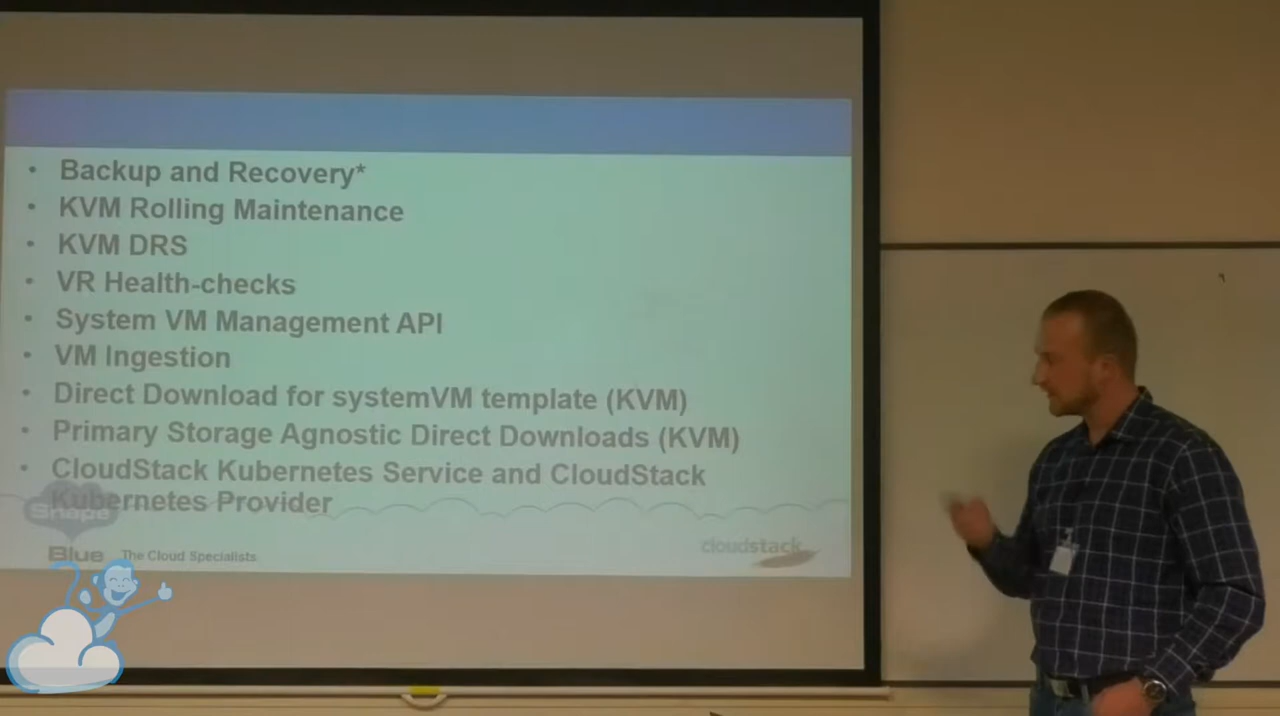 • Backup and Recovery*
• KVM Rolling Maintenance
• KVM DRS
• VR Health-checks
• System VM Management API
• VM Ingestion
• Direct Download for systemVM template (KVM)
• Primary Storage Agnostic Direct Downloads (KVM)
• CloudStack Kubernetes Service and CloudStack
Kubernetes Provider
Shape
Blue The Cloud Specialists
cloudstack